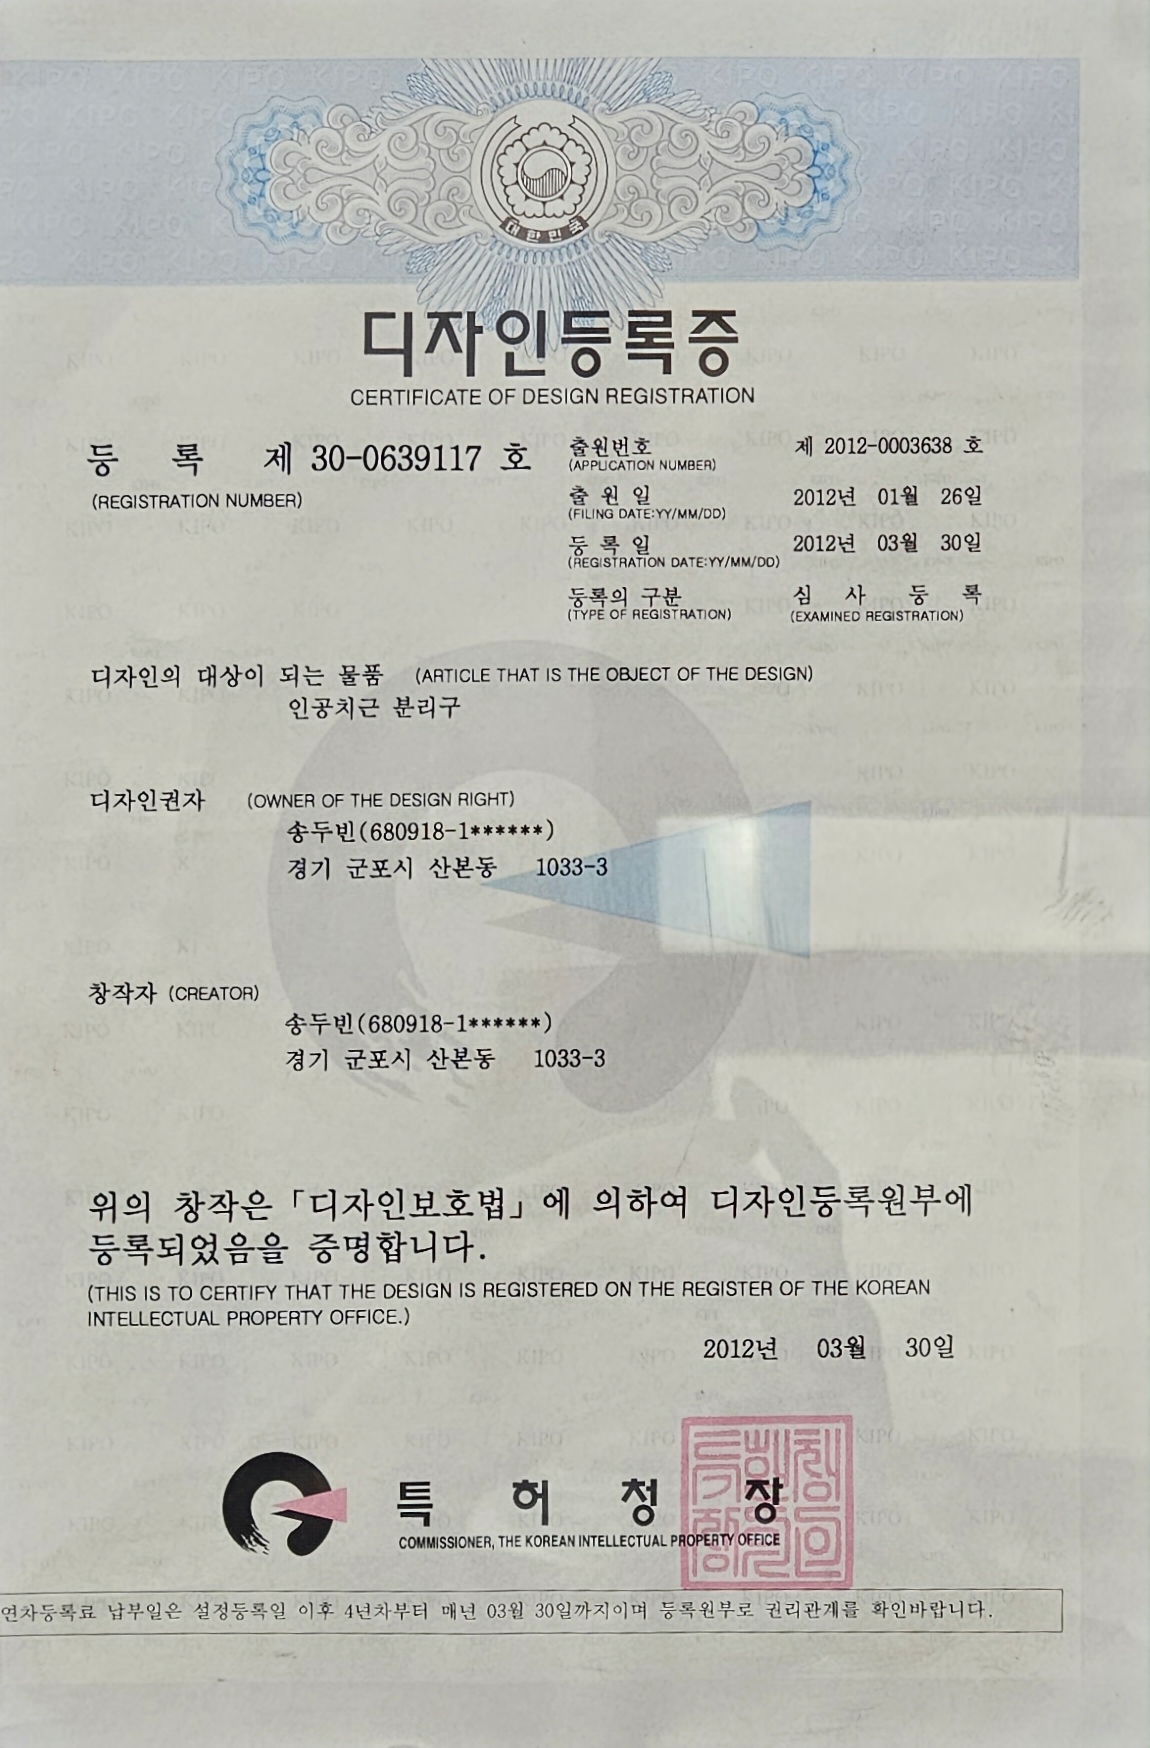 대한민국
디자인등록증
CERTIFICATE OF DESIGN REGISTRATION
등 록 제 30-0639117 호
(REGISTRATION NUMBER)
출원번호 제 2012-0003638 호
(APPLICATION NUMBER)
출 원 일 2012년 01월 26일
(FILING DATE:YY/MM/DD)
등 록 일 2012년 03월 30일
(REGISTRATION DATE:YY/MM/DD)
등록의 구분 심 사 등 록
(TYPE OF REGISTRATION) (EXAMINED REGISTRATION)
디자인의 대상이 되는 물품 (ARTICLE THAT IS THE OBJECT OF THE DESIGN)
인공치근 분리구
디자인권자 (OWNER OF THE DESIGN RIGHT)
송두빈(680918-1******)
경기 군포시 산본동 1033-3
창작자 (CREATOR)
송두빈(680918-1******)
경기 군포시 산본동 1033-3
위의 창작은 「디자인보호법」에 의하여 디자인등록원부에
등록되었음을 증명합니다.
(THIS IS TO CERTIFY THAT THE DESIGN IS REGISTERED ON THE REGISTER OF THE KOREAN
INTELLECTUAL PROPERTY OFFICE.)
2012년 03월 30일
특 허 청 장
COMMISSIONER, THE KOREAN INTELLECTUAL PROPERTY OFFICE
연차등록료 납부일은 설정등록일 이후 4년차부터 매년 03월 30일까지이며 등록원부로 권리관계를 확인바랍니다.